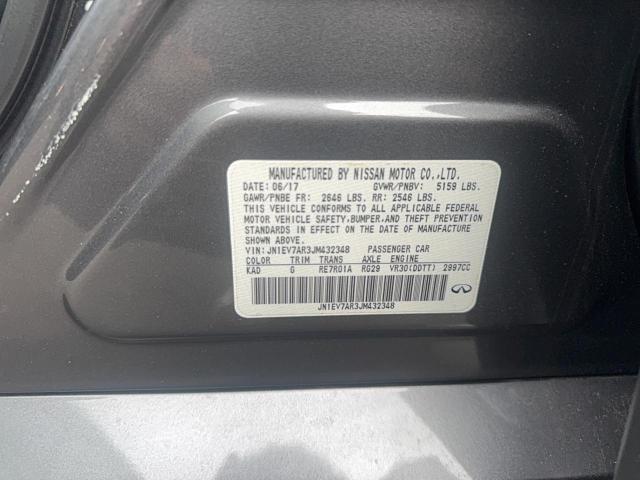 MANUFACTURED BY NISSAN MOTOR CO.,LTD.
DATE: 06/17 GVWR/PNBV: 5159 LBS.
GAWR/PNBE FR: 2646 LBS. RR: 2546 LBS.
THIS VEHICLE CONFORMS TO ALL APPLICABLE FEDERAL
MOTOR VEHICLE SAFETY,BUMPER,AND THEFT PREVENTION
STANDARDS IN EFFECT ON THE DATE OF MANUFACTURE
SHOWN ABOVE.
VIN: JN1EV7AR3JM432348 PASSENGER CAR
COLOR TRIM TRANS AXLE ENGINE
KAD G RE7R01A RG29 VR30(DDTT) 2997CC
JN1EV7AR3JM432348